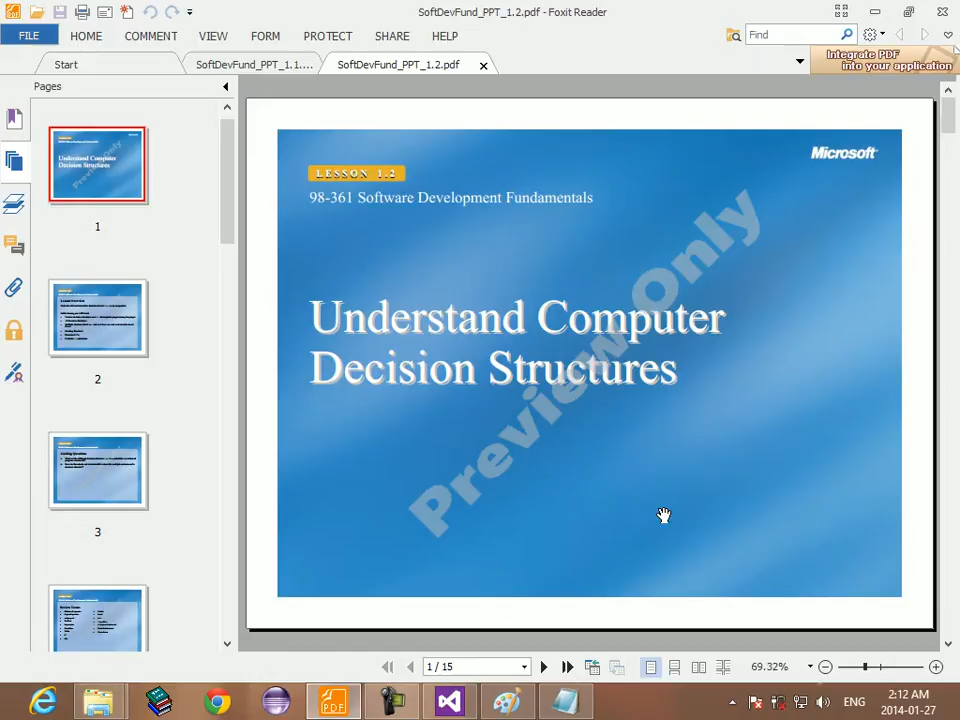 SoftDevFund_PPT_1.2.pdf - Foxit Reader
FILE HOME COMMENT VIEW FORM PROTECT SHARE HELP
Find
Start SoftDevFund_PPT_1.1.... SoftDevFund_PPT_1.2.pdf
Integrate PDF
into your application
Pages
1
2
3
Microsoft
LESSON 1.2
98-361 Software Development Fundamentals
Understand Computer
Decision Structures
Preview Only
1 / 15
69.32%
PDF
ENG
2:12 AM
2014-01-27